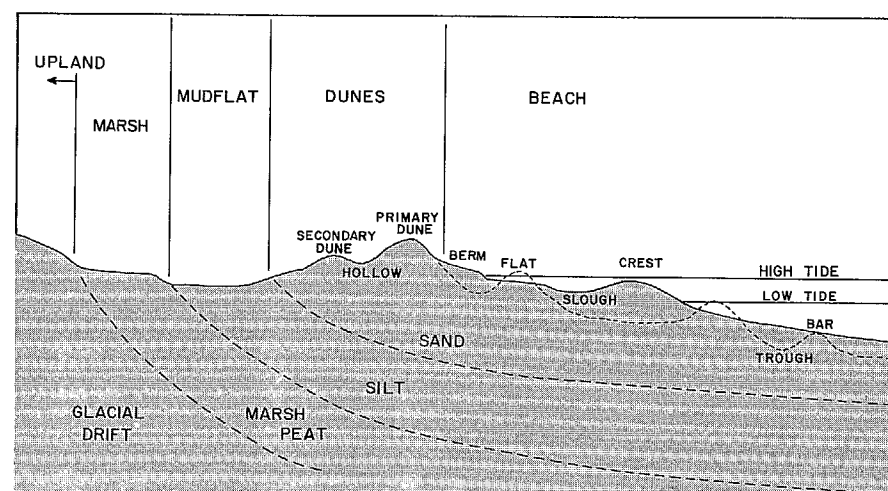 UPLAND
MARSH
MUDFLAT
DUNES
BEACH
SECONDARY
DUNE
PRIMARY
DUNE
HOLLOW
BERM
FLAT
SLOUGH
CREST
HIGH TIDE
LOW TIDE
BAR
TROUGH
SAND
SILT
MARSH
PEAT
GLACIAL
DRIFT